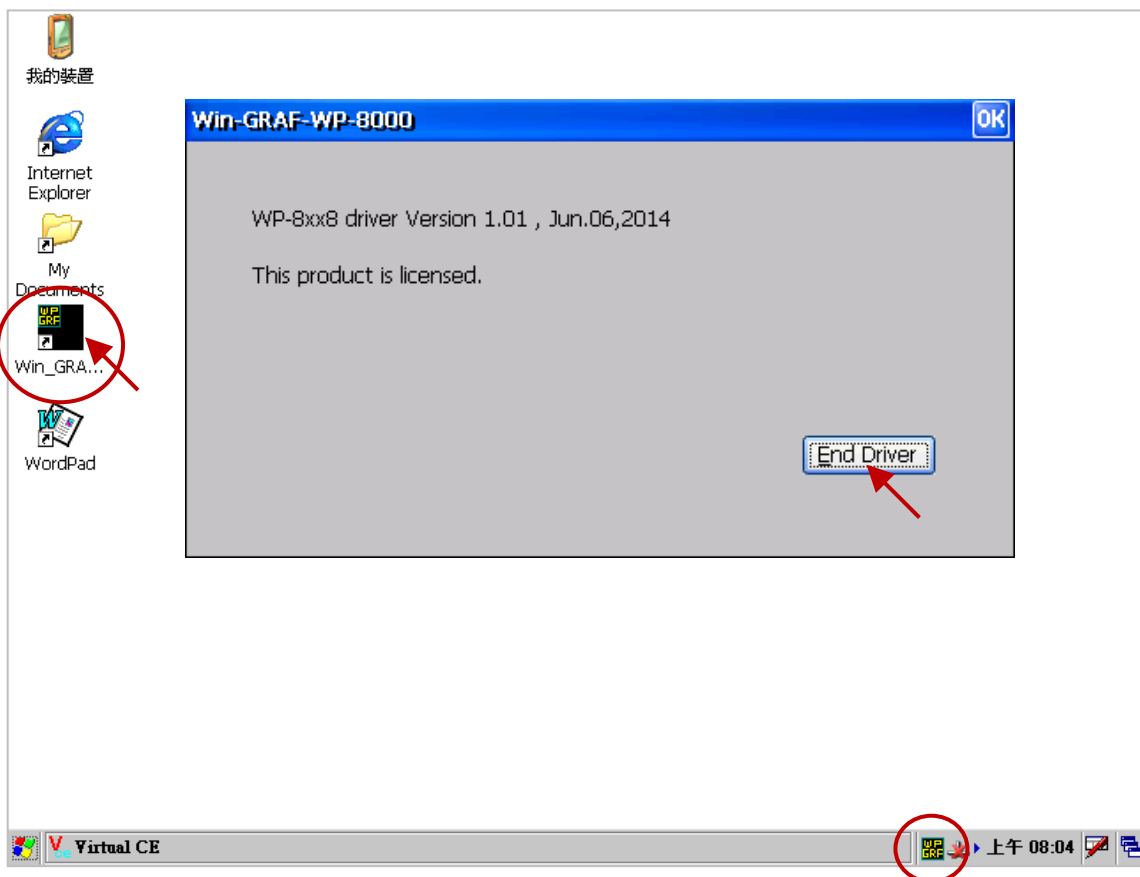 我的裝置
Internet
Explorer
My
Documents
WP
GRF
Win_GRA...
WordPad
Win-GRAF-WP-8000
OK
WP-8xx8 driver Version 1.01 , Jun.06,2014
This product is licensed.
End Driver
Virtual CE
WP
GRF
上午 08:04